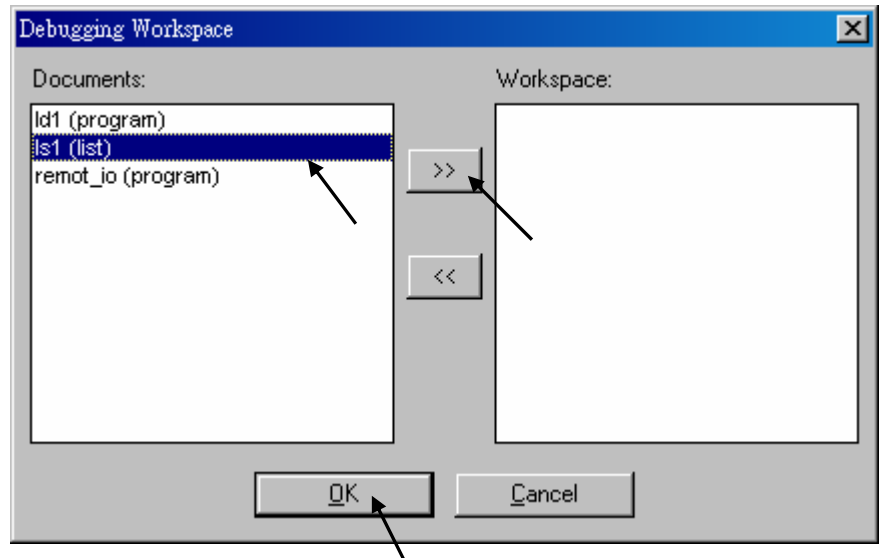 Debugging Workspace
Documents:
Workspace:
ld1 (program)
ls1 (list)
remot_io (program)
>>
<<
OK
Cancel